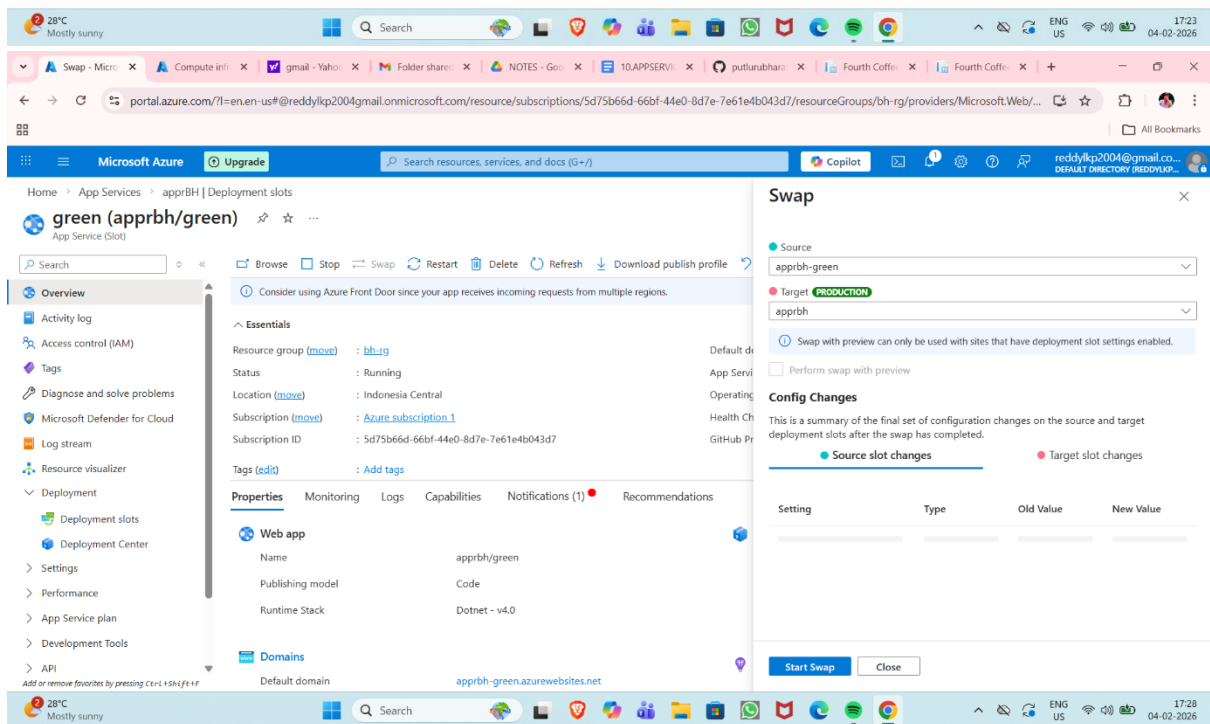 2
28°C
Mostly sunny
Search
ENG
US
17:23
04-02-2026
Swap - Micro
Compute infr
gmail - Yahoo
Folder shared
NOTES - Goo
10.APPSERVI
putlurubhara
Fourth Coffee
Fourth Coffee
portal.azure.com/?l=en.en-us#@reddylkp2004gmail.onmicrosoft.com/resource/subscriptions/5d75b66d-66bf-44e0-8d7e-7e61e4b043d7/resourceGroups/bh-rg/providers/Microsoft.Web/...
All Bookmarks
Microsoft Azure
Upgrade
Search resources, services, and docs (G+/)
Copilot
1
reddylkp2004@gmail.co...
DEFAULT DIRECTORY (REDDYLKP...
Home > App Services > apprBH | Deployment slots
green (apprbh/green)
App Service (Slot)
Search
Overview
Activity log
Access control (IAM)
Tags
Diagnose and solve problems
Microsoft Defender for Cloud
Log stream
Resource visualizer
Deployment
Deployment slots
Deployment Center
Settings
Performance
App Service plan
Development Tools
API
Add or remove favorites by pressing Ctrl+Shift+F
Browse Stop Swap Restart Delete Refresh Download publish profile
Consider using Azure Front Door since your app receives incoming requests from multiple regions.
Essentials
Resource group (move) : bh-rg
Status : Running
Location (move) : Indonesia Central
Subscription (move) : Azure subscription 1
Subscription ID : 5d75b66d-66bf-44e0-8d7e-7e61e4b043d7
Tags (edit) : Add tags
Default de
App Servi
Operating
Health Ch
GitHub Pr
Properties Monitoring Logs Capabilities Notifications (1) Recommendations
Web app
Name apprbh/green
Publishing model Code
Runtime Stack Dotnet - v4.0
Domains
Default domain apprbh-green.azurewebsites.net
Swap
Source
apprbh-green
Target PRODUCTION
apprbh
Swap with preview can only be used with sites that have deployment slot settings enabled.
Perform swap with preview
Config Changes
This is a summary of the final set of configuration changes on the source and target
deployment slots after the swap has completed.
Source slot changes Target slot changes
Setting Type Old Value New Value
Start Swap Close
2
28°C
Mostly sunny
Search
ENG
US
17:28
04-02-2026